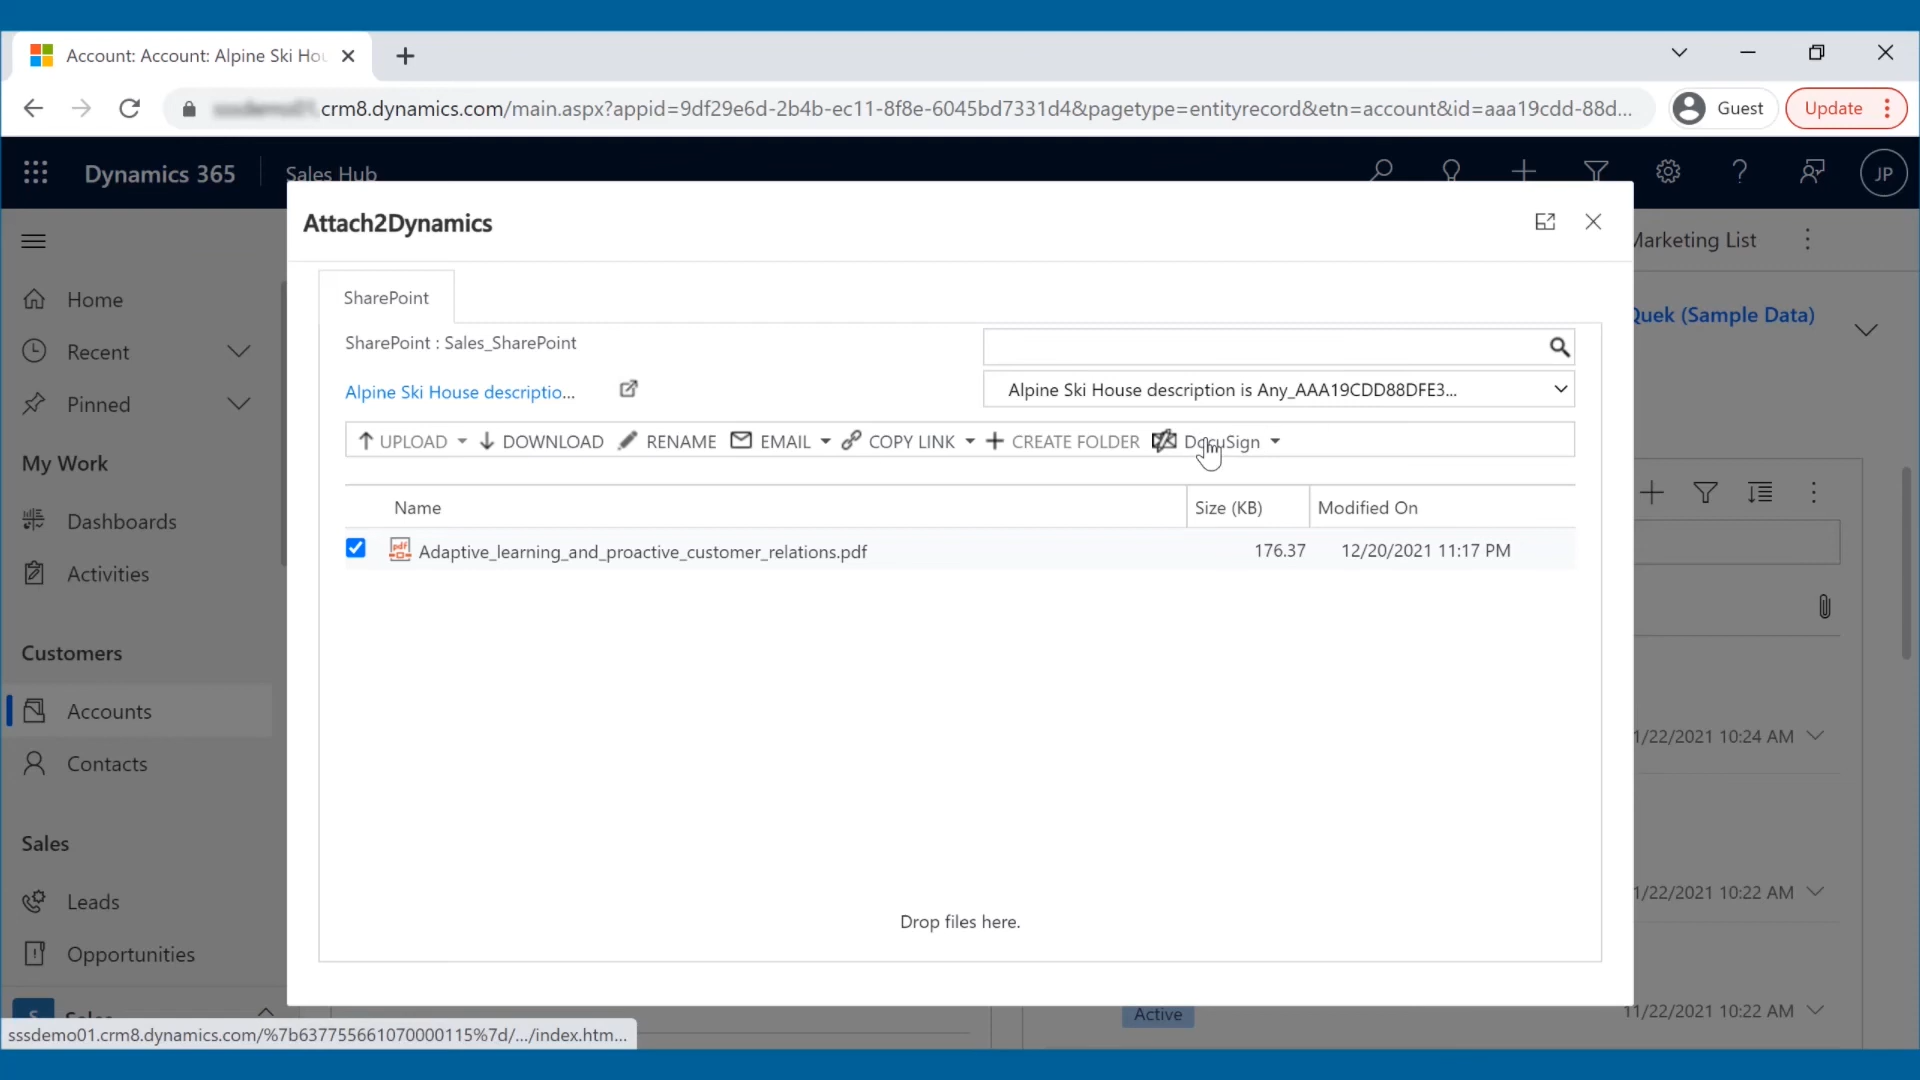 Account: Account: Alpine Ski Hou
crm8.dynamics.com/main.aspx?appid=9df29e6d-2b4b-ec11-8f8e-6045bd7331d4&pagetype=entityrecord&etn=account&id=aaa19cdd-88d...
Guest
Update
Dynamics 365
Sales Hub
JP
Attach2Dynamics
Marketing List
Home
Recent
Pinned
My Work
Dashboards
Activities
Customers
Accounts
Contacts
Sales
Leads
Opportunities
S Sales
SharePoint
SharePoint : Sales_SharePoint
Alpine Ski House descriptio...
Alpine Ski House description is Any_AAA19CDD88DFE3...
UPLOAD DOWNLOAD RENAME EMAIL COPY LINK CREATE FOLDER DocuSign
Name Size (KB) Modified On
pdf Adaptive_learning_and_proactive_customer_relations.pdf 176.37 12/20/2021 11:17 PM
Drop files here.
Quek (Sample Data)
1/22/2021 10:24 AM
1/22/2021 10:22 AM
Active
11/22/2021 10:22 AM
sssdemo01.crm8.dynamics.com/%7b637755661070000115%7d/.../index.htm...